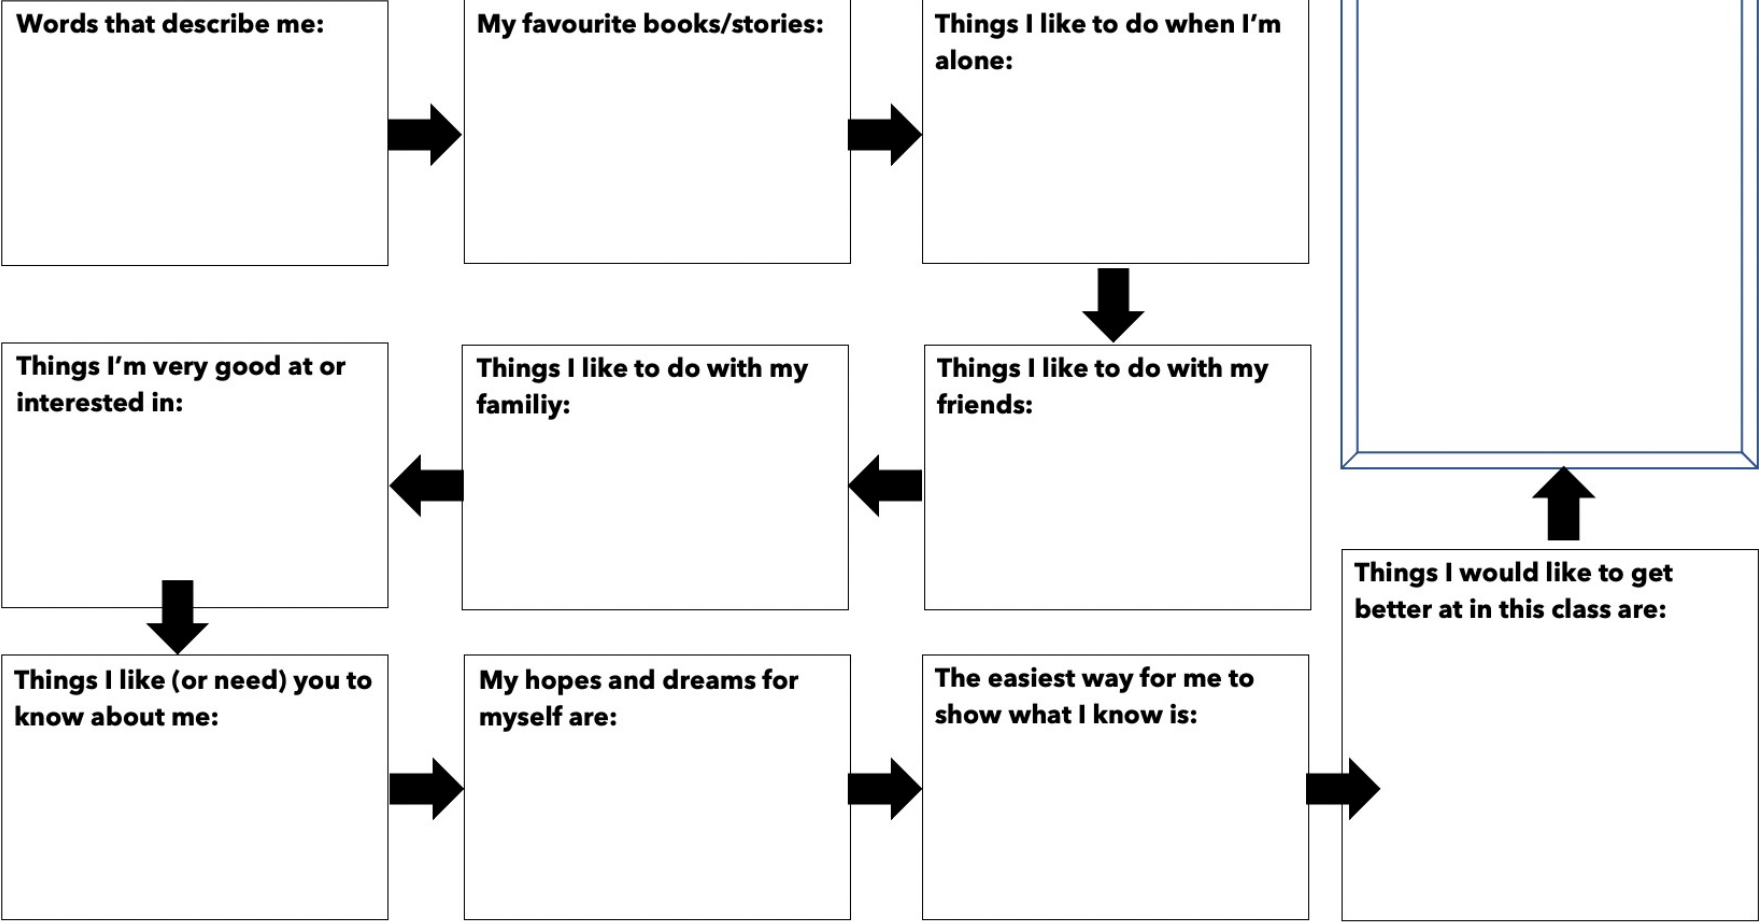 Words that describe me:
My favourite books/stories:
Things I like to do when I’m
alone:
Things I like to do with my
friends:
Things I like to do with my
familiy:
Things I’m very good at or
interested in:
Things I like (or need) you to
know about me:
My hopes and dreams for
myself are:
The easiest way for me to
show what I know is:
Things I would like to get
better at in this class are: